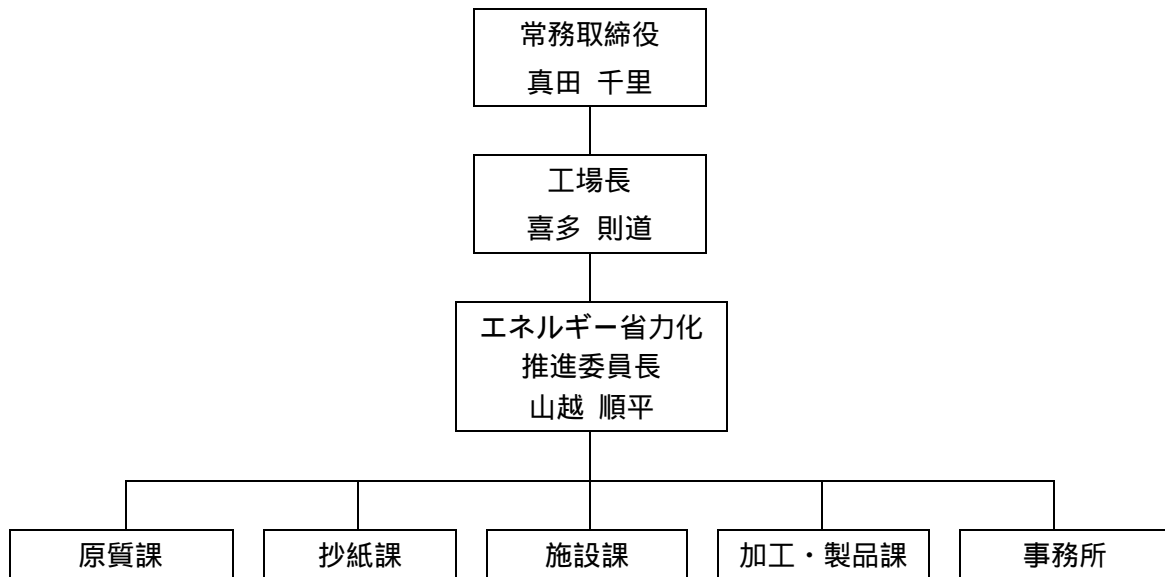 常務取締役
真田 千里
工場長
喜多 則道
エネルギー省力化
推進委員長
山越 順平
原質課
抄紙課
施設課
加工・製品課
事務所